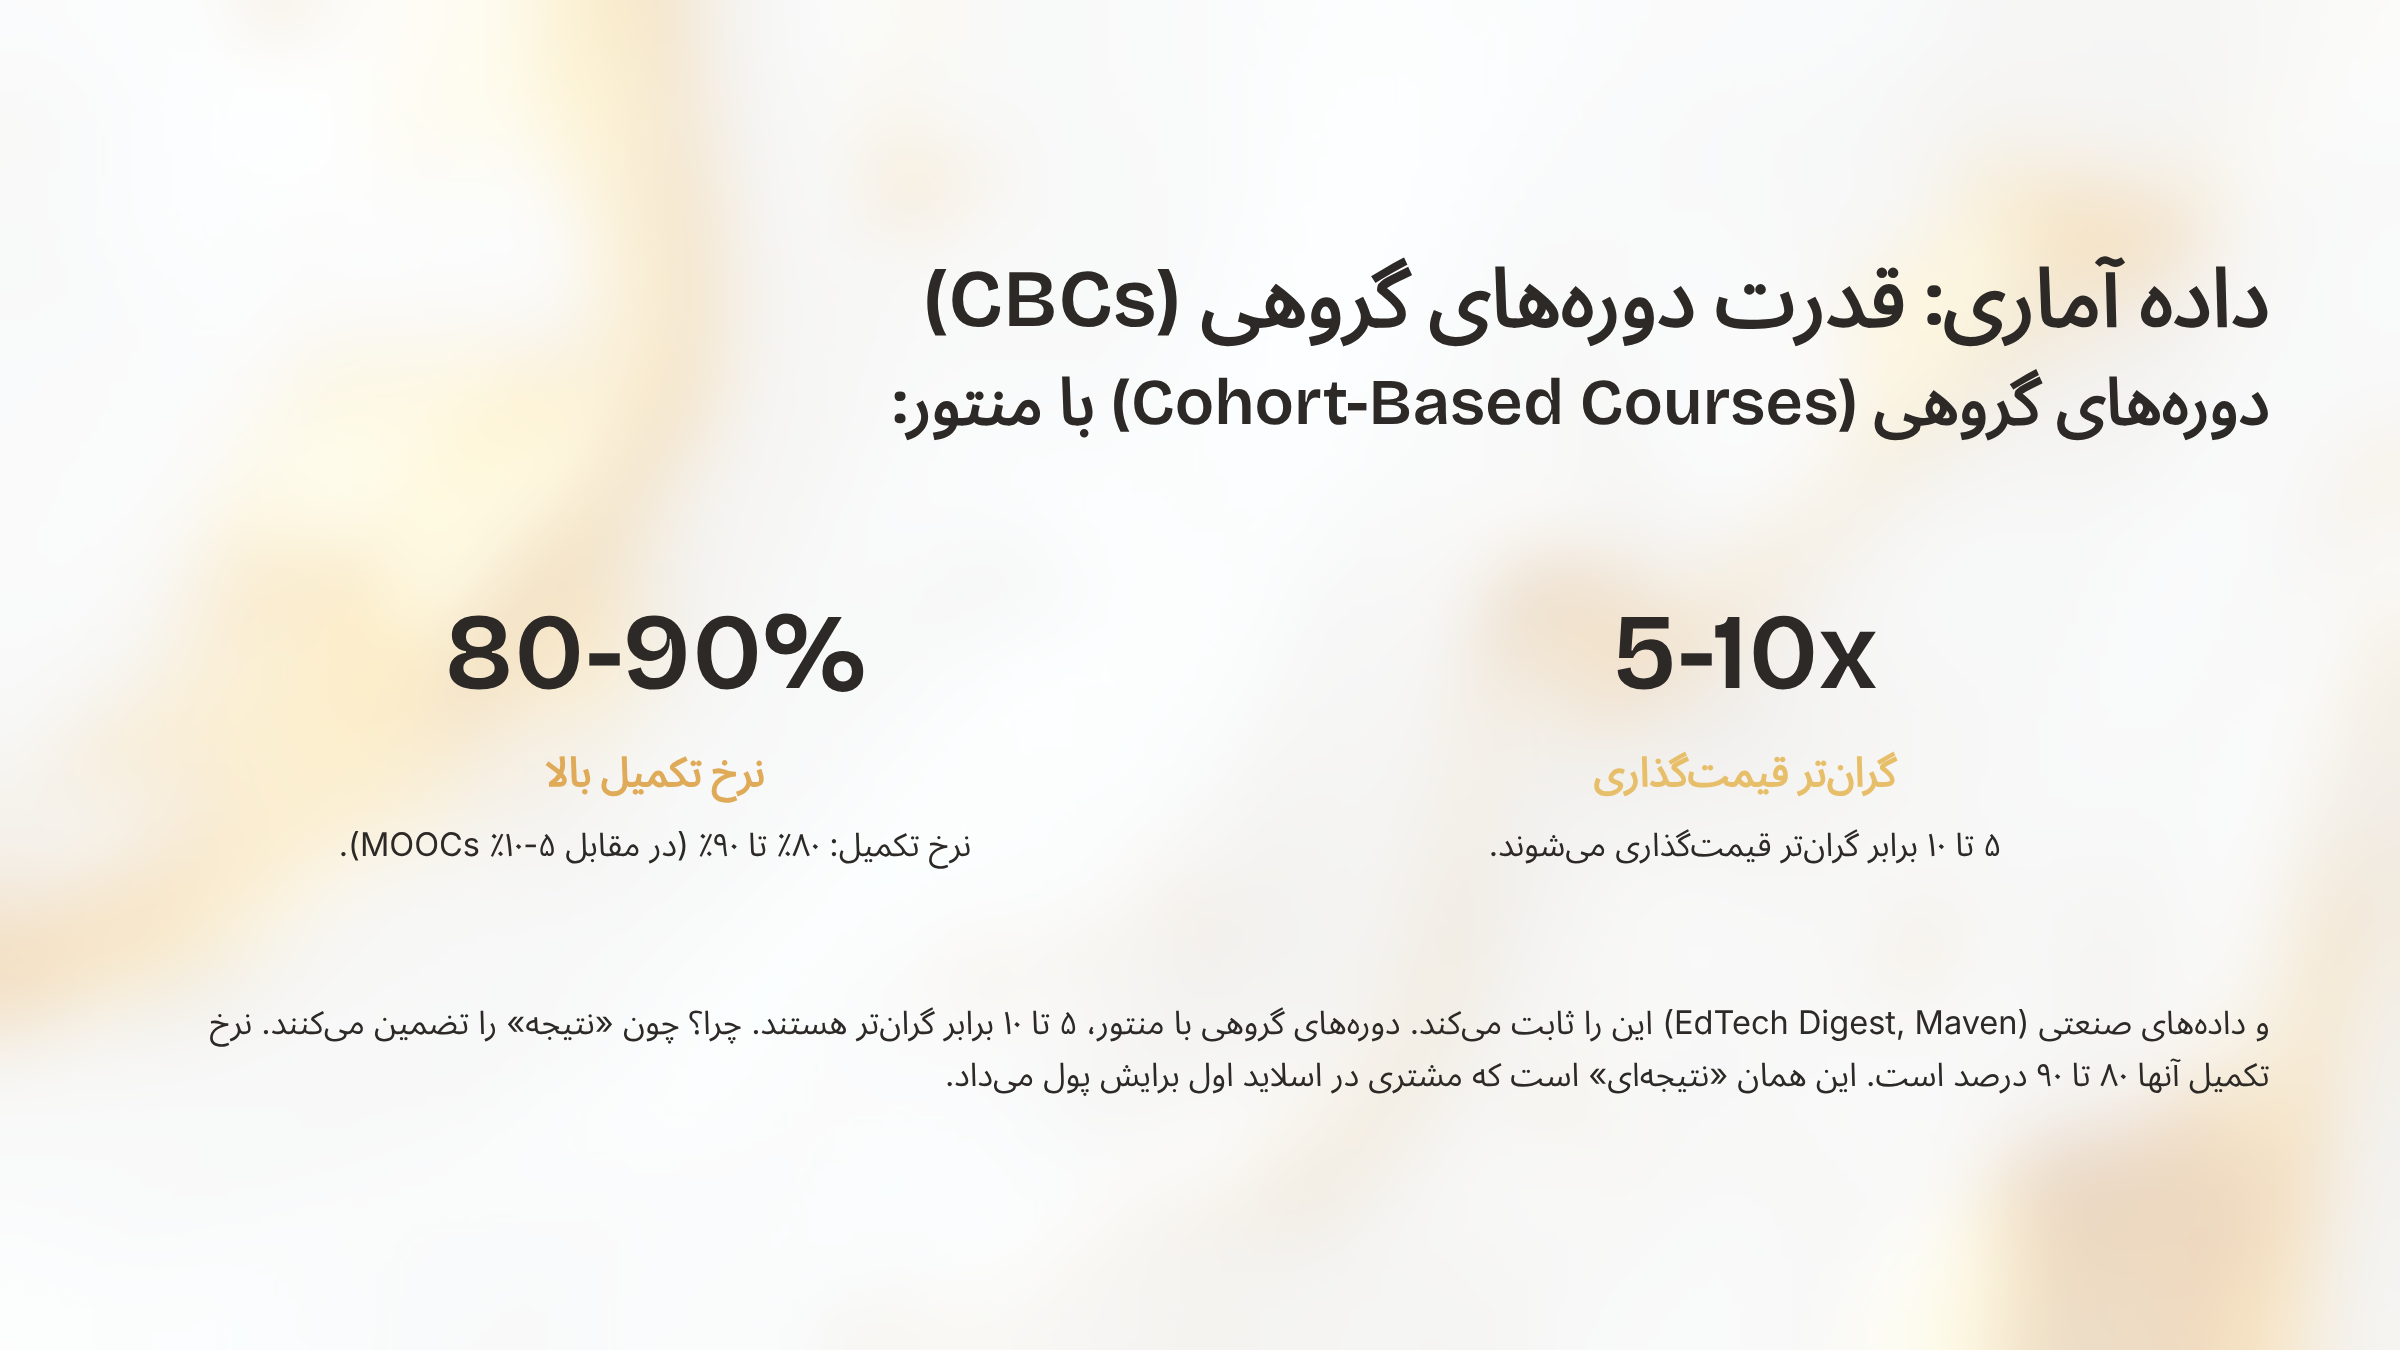 داده آماری: قدرت دوره‌های گروهی (CBCs)
دوره‌های گروهی (Cohort-Based Courses) با منتور:
5-10x
گران‌تر قیمت‌گذاری
۵ تا ۱۰ برابر گران‌تر قیمت‌گذاری می‌شوند.
80-90%
نرخ تکمیل بالا
نرخ تکمیل: ۸۰٪ تا ۹۰٪ (در مقابل ۵-۱۰٪ MOOCs).
و داده‌های صنعتی (EdTech Digest, Maven) این را ثابت می‌کند. دوره‌های گروهی با منتور، ۵ تا ۱۰ برابر گران‌تر هستند. چرا؟ چون «نتیجه» را تضمین می‌کنند. نرخ
تکمیل آنها ۸۰ تا ۹۰ درصد است. این همان «نتیجه‌ای» است که مشتری در اسلاید اول برایش پول می‌داد.